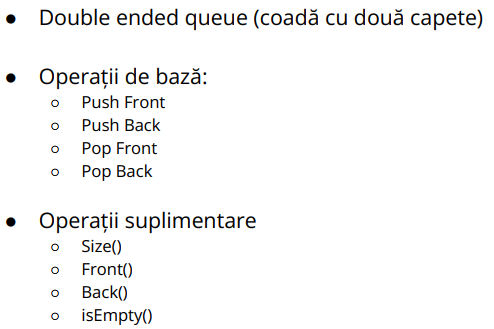 ● Double ended queue (coadă cu două capete)
● Operații de bază:
○ Push Front
○ Push Back
○ Pop Front
○ Pop Back
● Operații suplimentare
○ Size()
○ Front()
○ Back()
○ isEmpty()